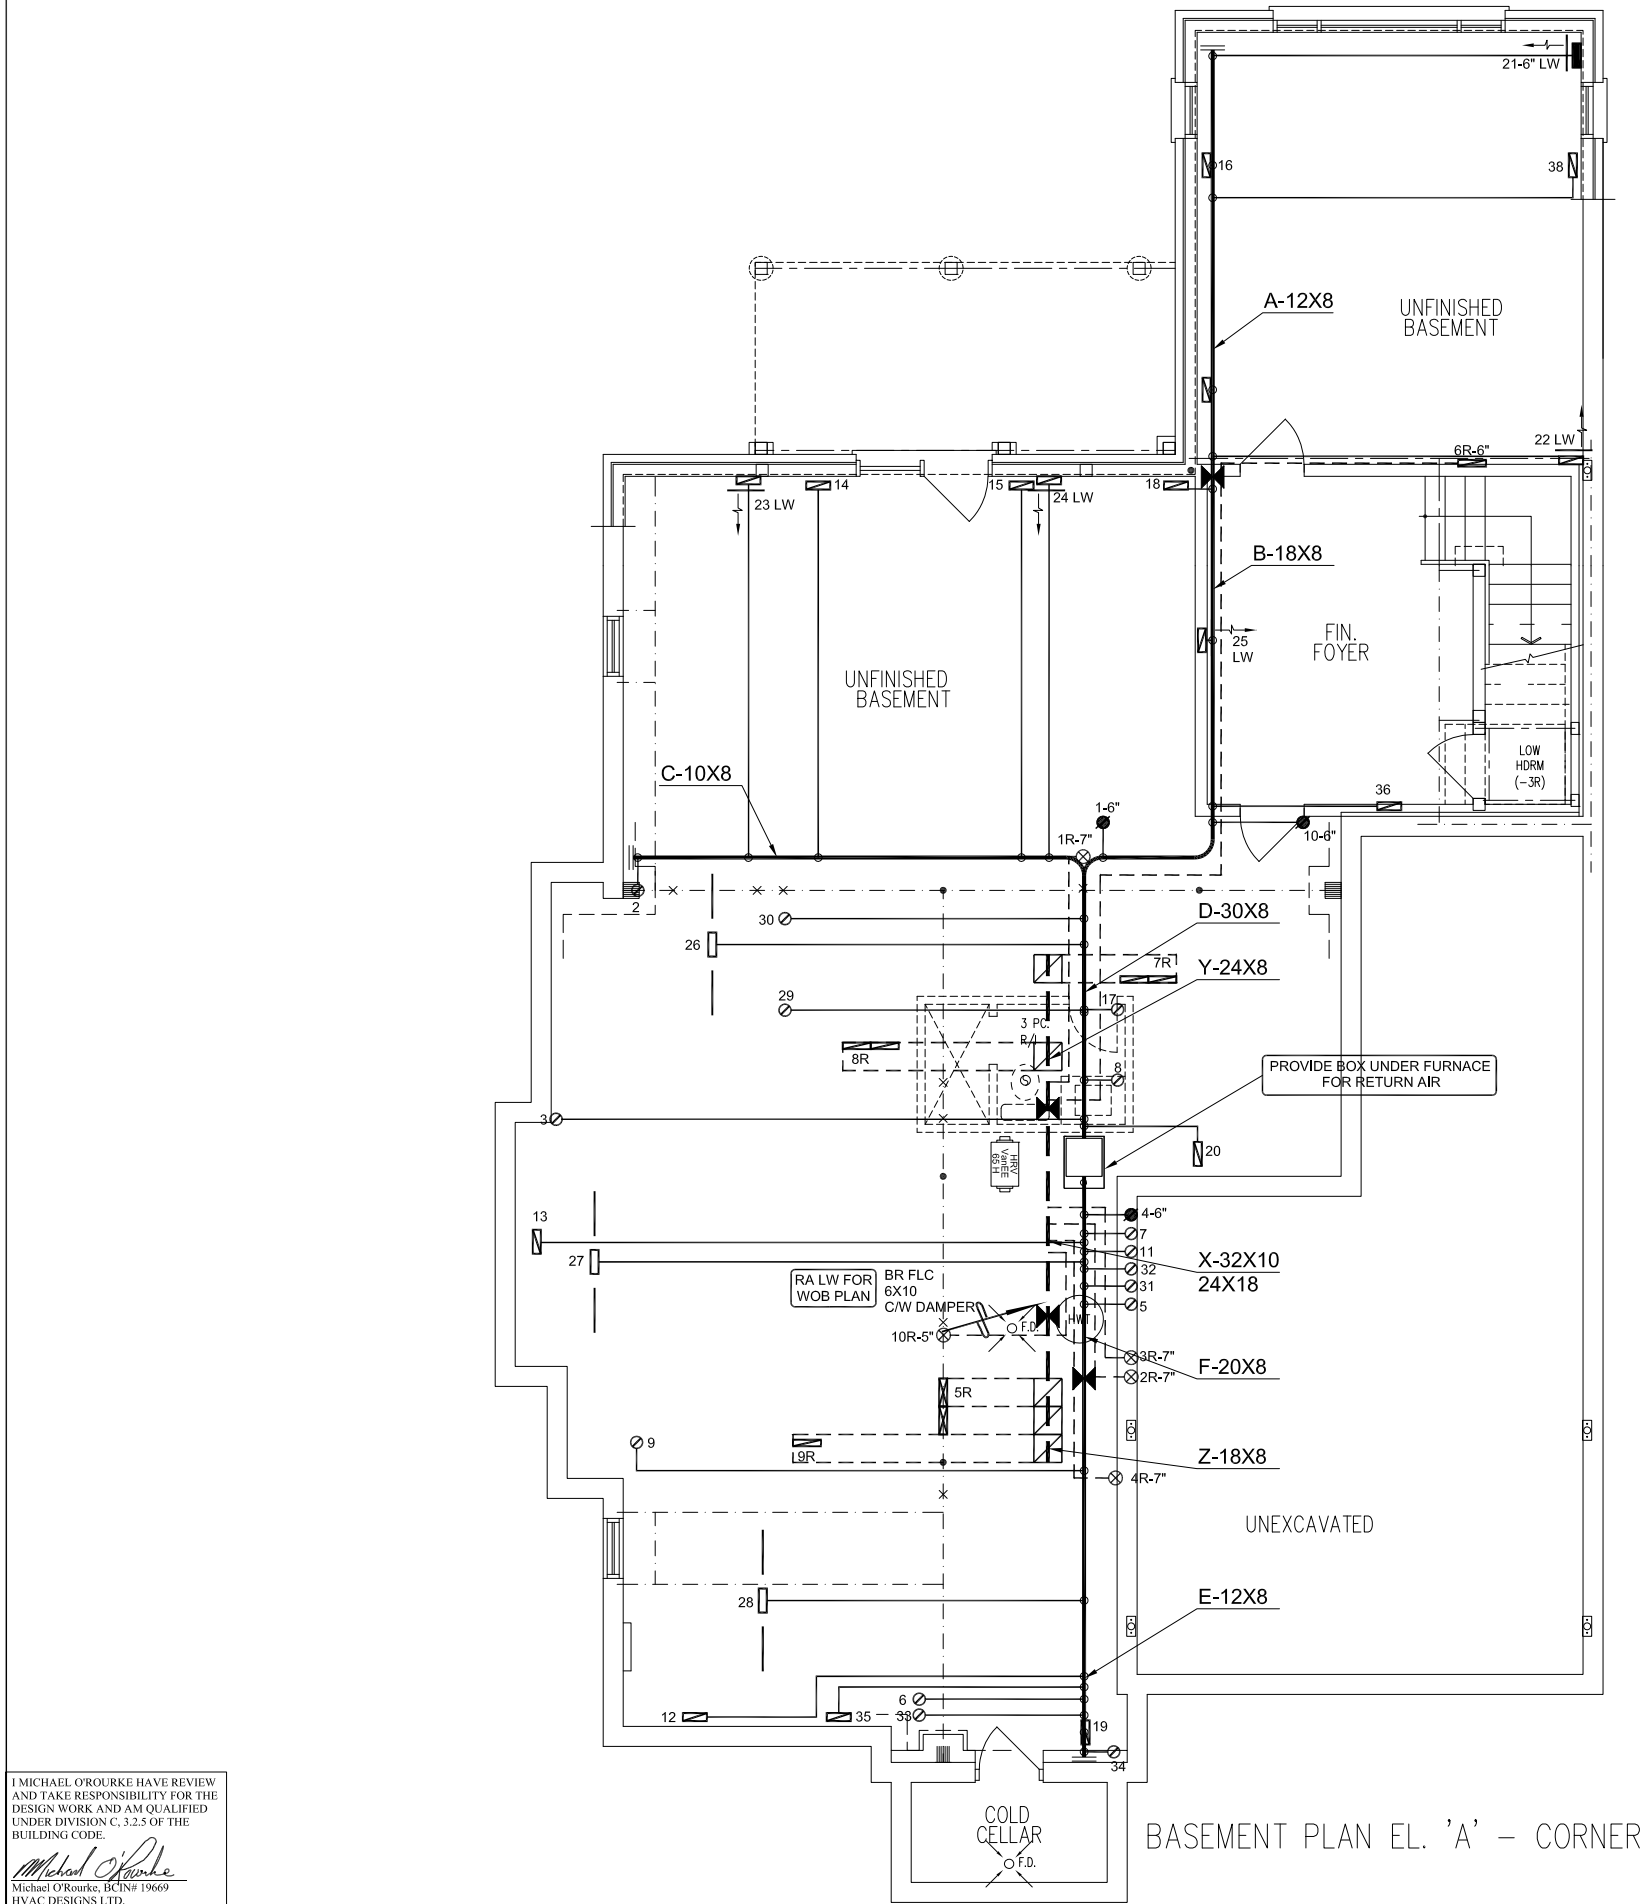 21-6" LW
16
38
A-12X8
UNFINISHED
BASEMENT
6R-6"
22 LW
23 LW
14
15
24 LW
18
B-18X8
25
LW
FIN.
FOYER
UNFINISHED
BASEMENT
LOW
HDRM
(-3R)
C-10X8
36
1-6"
10-6"
1R-7"
2
30
D-30X8
26
7R
Y-24X8
29
17
3 PC.
R/
8R
8
PROVIDE BOX UNDER FURNACE
FOR RETURN AIR
3
HRV
VanEE
65 H
20
13
4-6"
7
11
27
32
X-32X10
24X18
31
RA LW FOR
WOB PLAN
BR FLC
6X10
C/W DAMPER
5
HWT
F.D.
10R-5"
3R-7"
F-20X8
2R-7"
5R
9
9R
Z-18X8
4R-7"
UNEXCAVATED
28
E-12X8
6
12
35
33
19
34
COLD
CELLAR
F.D.
BASEMENT PLAN EL. 'A' - CORNER
I MICHAEL O'ROURKE HAVE REVIEW
AND TAKE RESPONSIBILITY FOR THE
DESIGN WORK AND AM QUALIFIED
UNDER DIVISION C, 3.2.5 OF THE
BUILDING CODE.
Michael O'Rourke
Michael O'Rourke, BCIN# 19669
HVAC DESIGNS LTD.